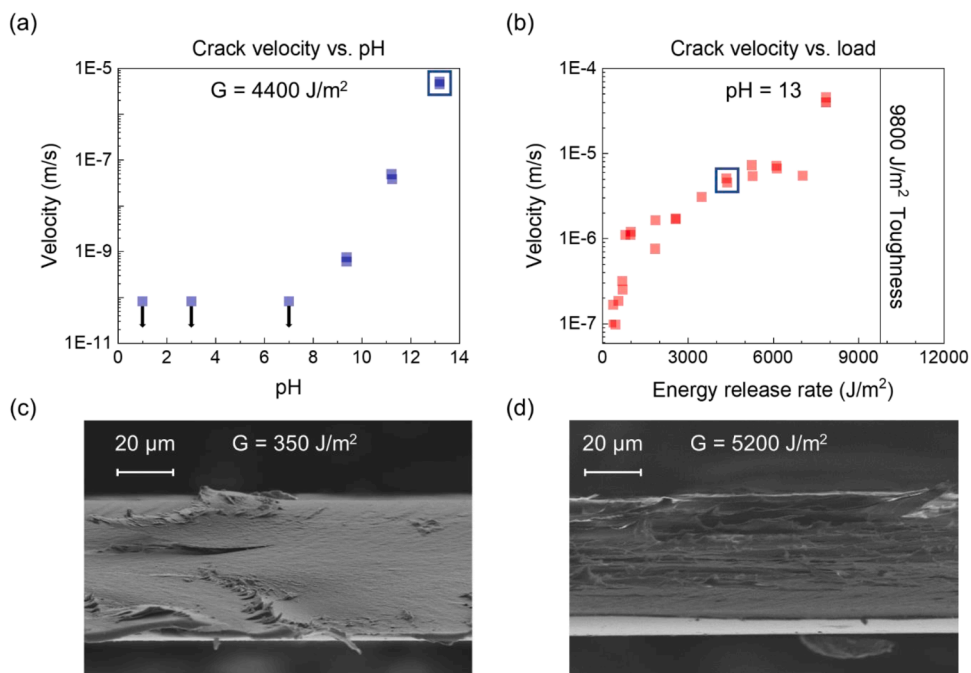 (a)
Crack velocity vs. pH
G = 4400 J/m²
Velocity (m/s)
1E-5
1E-7
1E-9
1E-11
0 2 4 6 8 10 12 14
pH
(b)
Crack velocity vs. load
pH = 13
Velocity (m/s)
1E-4
1E-5
1E-6
1E-7
9800 J/m² Toughness
0 3000 6000 9000 12000
Energy release rate (J/m²)
(c)
20 μm G = 350 J/m²
(d)
20 μm G = 5200 J/m²